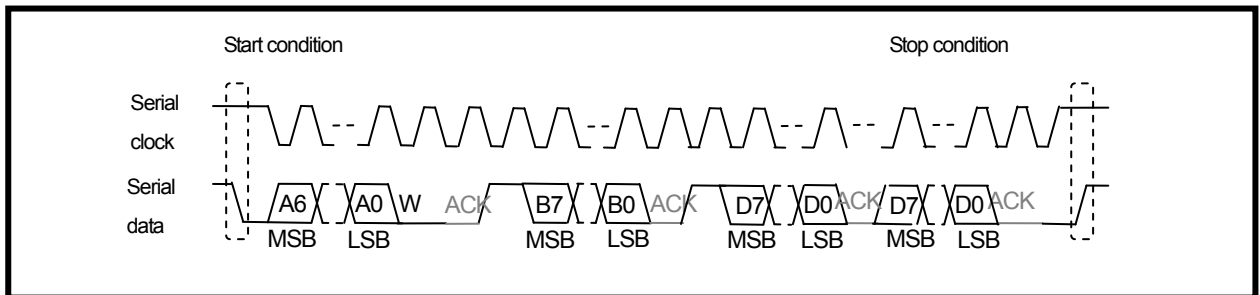 Start condition Stop condition
Serial
clock
Serial
data
A6 A0 W ACK B7 B0 ACK D7 D0 ACK D7 D0 ACK
MSB LSB MSB LSB MSB LSB MSB LSB